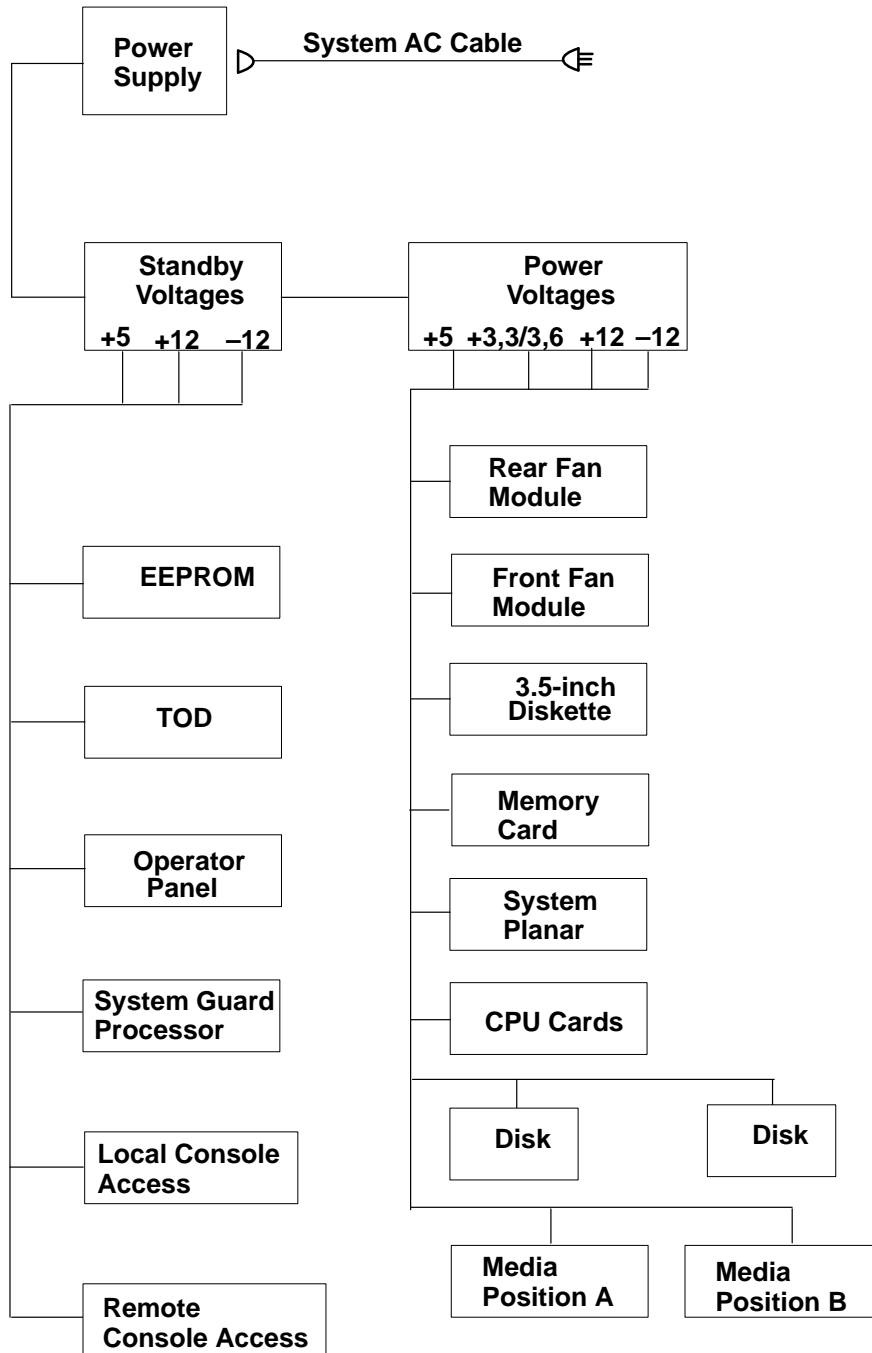 Power
Supply
System AC Cable
Standby
Voltages
+5 +12 –12
Power
Voltages
+5 +3,3/3,6 +12 –12
Rear Fan
Module
Front Fan
Module
3.5-inch
Diskette
Memory
Card
System
Planar
CPU Cards
Disk
Disk
Media
Position A
Media
Position B
EEPROM
TOD
Operator
Panel
System Guard
Processor
Local Console
Access
Remote
Console Access